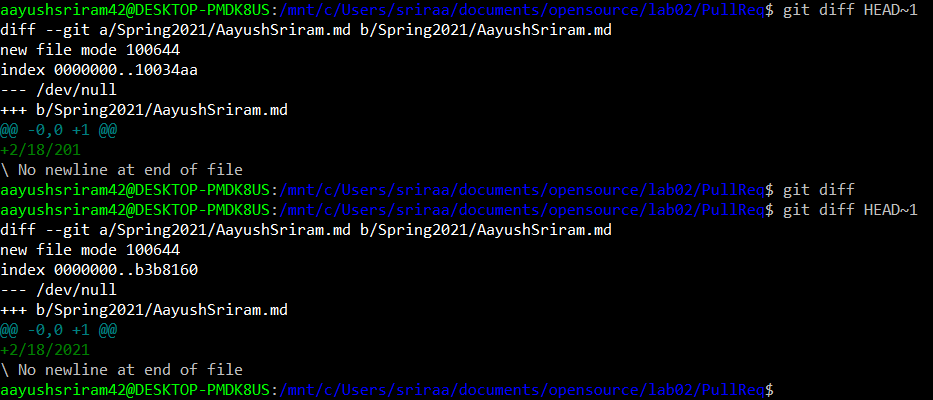 aayushsriram42@DESKTOP-PMDK8US:/mnt/c/Users/sriraa/documents/opensource/lab02/PullReq$ git diff HEAD~1
diff --git a/Spring2021/AayushSriram.md b/Spring2021/AayushSriram.md
new file mode 100644
index 0000000..10034aa
--- /dev/null
+++ b/Spring2021/AayushSriram.md
@@ -0,0 +1 @@
+2/18/201
\ No newline at end of file
aayushsriram42@DESKTOP-PMDK8US:/mnt/c/Users/sriraa/documents/opensource/lab02/PullReq$ git diff
aayushsriram42@DESKTOP-PMDK8US:/mnt/c/Users/sriraa/documents/opensource/lab02/PullReq$ git diff HEAD~1
diff --git a/Spring2021/AayushSriram.md b/Spring2021/AayushSriram.md
new file mode 100644
index 0000000..b3b8160
--- /dev/null
+++ b/Spring2021/AayushSriram.md
@@ -0,0 +1 @@
+2/18/2021
\ No newline at end of file
aayushsriram42@DESKTOP-PMDK8US:/mnt/c/Users/sriraa/documents/opensource/lab02/PullReq$